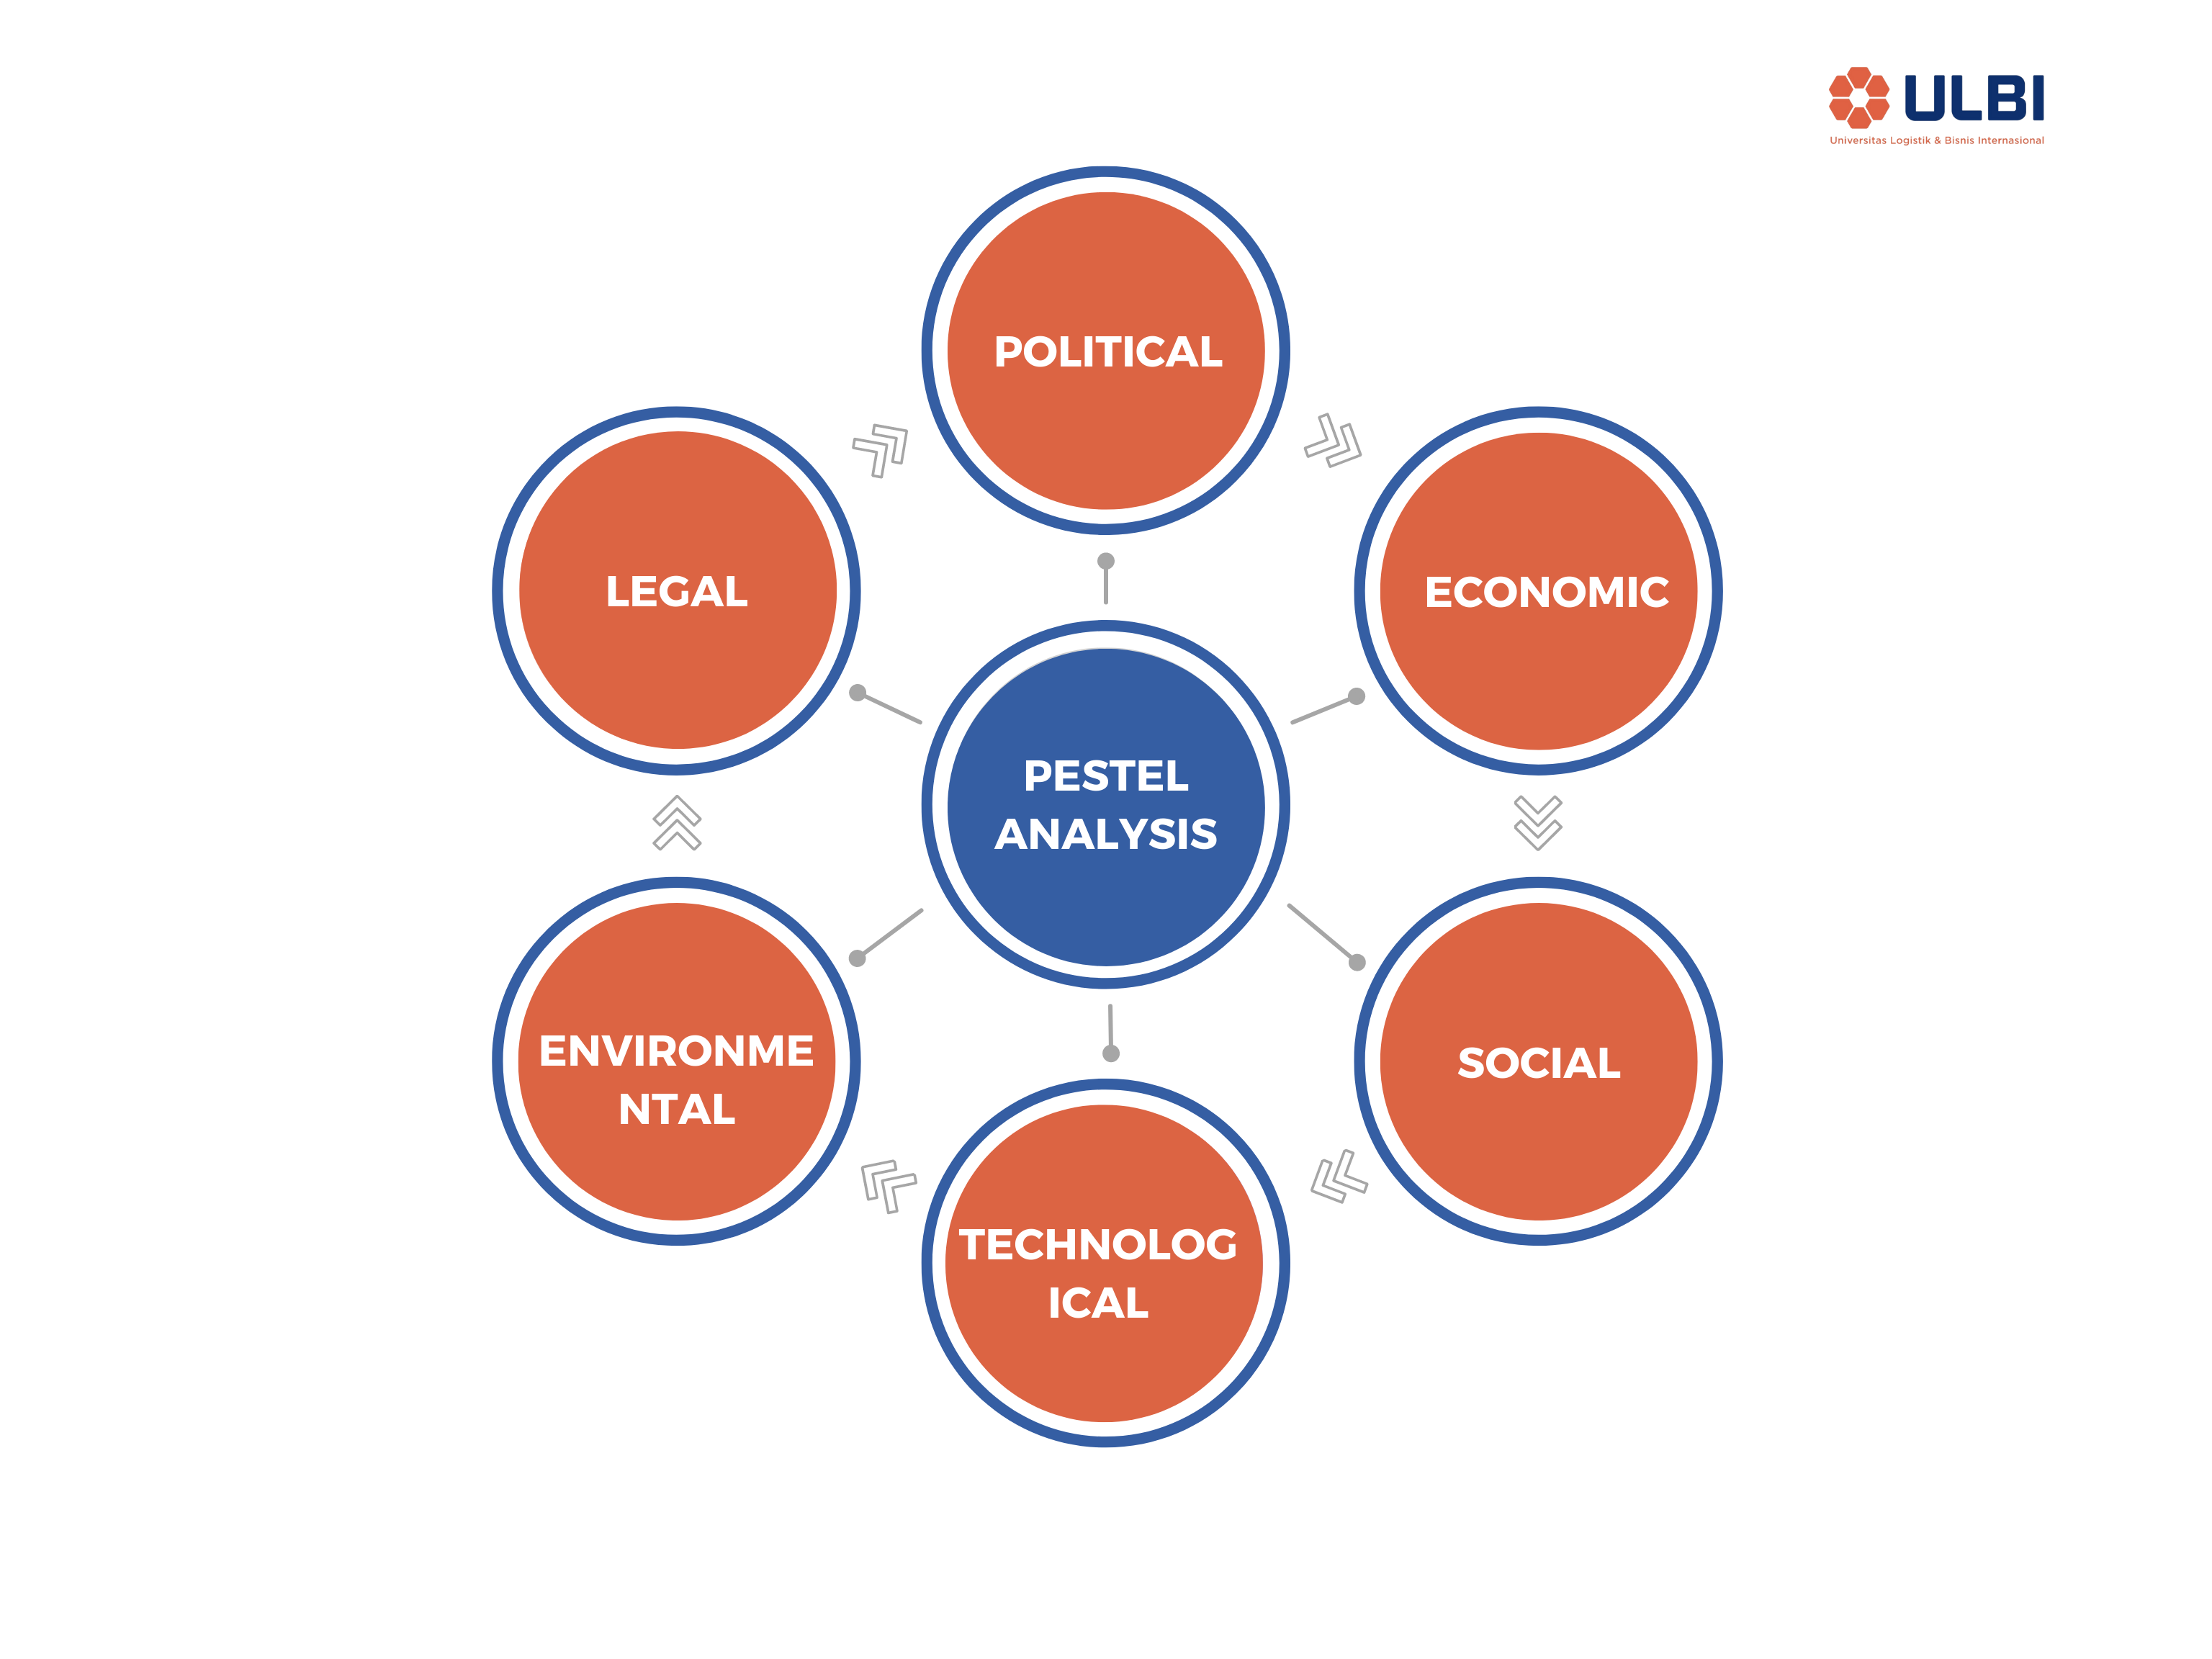 ULBI
Universitas Logistik & Bisnis Internasional
POLITICAL
LEGAL
ECONOMIC
PESTEL
ANALYSIS
ENVIRONME
NTAL
SOCIAL
TECHNOLOG
ICAL